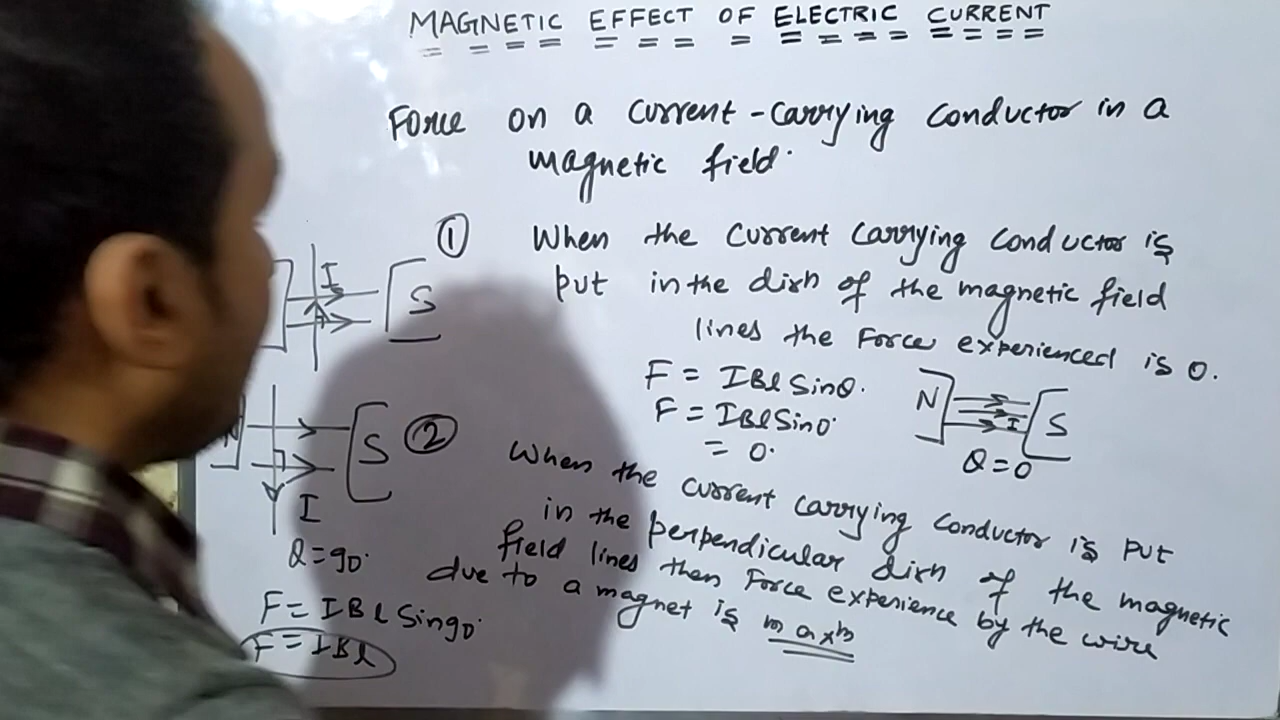 MAGNETIC EFFECT OF ELECTRIC CURRENT
Force on a current-carrying conductor in a
magnetic field.
① When the current carrying conductor is
put in the dirn of the magnetic field
lines the Force experienced is 0.
I
S
F = IBl Sinθ.
F = IBl Sin0
= 0.
N I S
θ=0
② When the current carrying conductor is put
in the perpendicular dirn of the magnetic
field lines then Force experience by the wire
due to a magnet is maxm
N S
I
θ=90.
F = IBl Sin90.
F = IBl